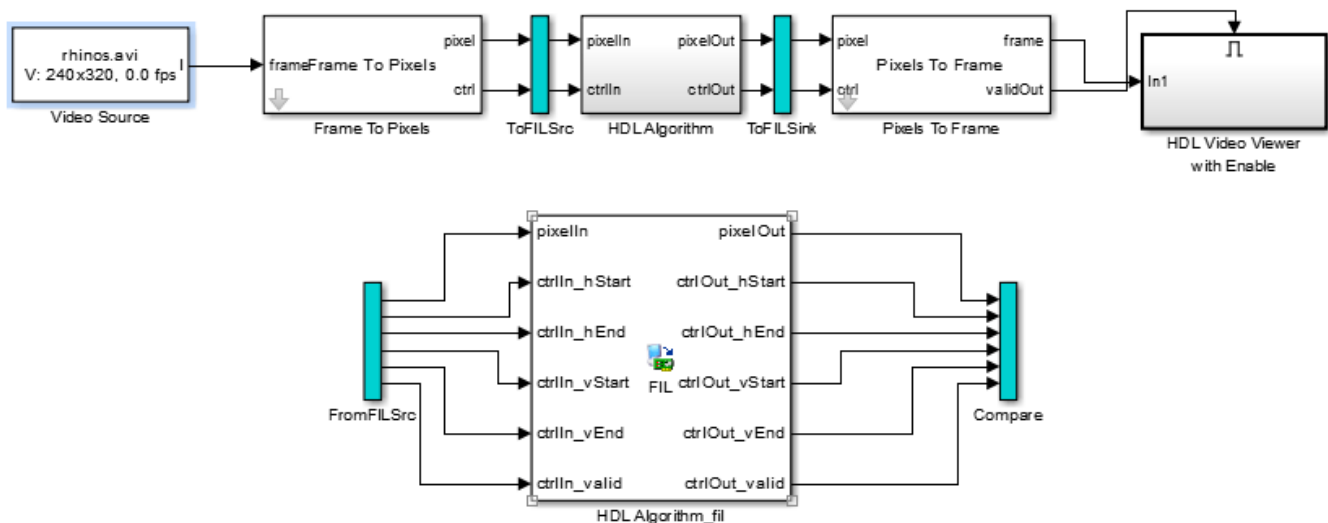 rhinos.avi
V: 240x320, 0.0 fps
I
Video Source
frame
Frame To Pixels
pixel
ctrl
Frame To Pixels
ToFILSrc
pixelIn
ctrlIn
pixelOut
ctrlOut
HDL Algorithm
ToFILSink
pixel
ctrl
Pixels To Frame
frame
validOut
Pixels To Frame
In1
HDL Video Viewer
with Enable
FromFILSrc
pixelIn
ctrlIn_hStart
ctrlIn_hEnd
ctrlIn_vStart
ctrlIn_vEnd
ctrlIn_valid
FIL
pixelOut
ctrlOut_hStart
ctrlOut_hEnd
ctrlOut_vStart
ctrlOut_vEnd
ctrlOut_valid
HDL Algorithm_fil
Compare